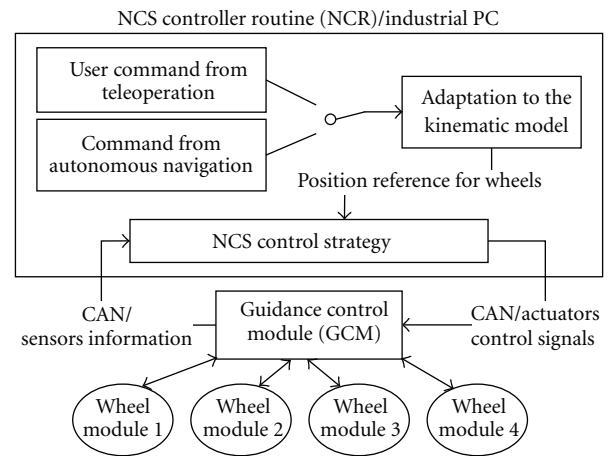 NCS controller routine (NCR)/industrial PC
User command from
teleoperation
Command from
autonomous navigation
Adaptation to the
kinematic model
Position reference for wheels
NCS control strategy
CAN/
sensors information
Guidance control
module (GCM)
CAN/actuators
control signals
Wheel
module 1
Wheel
module 2
Wheel
module 3
Wheel
module 4